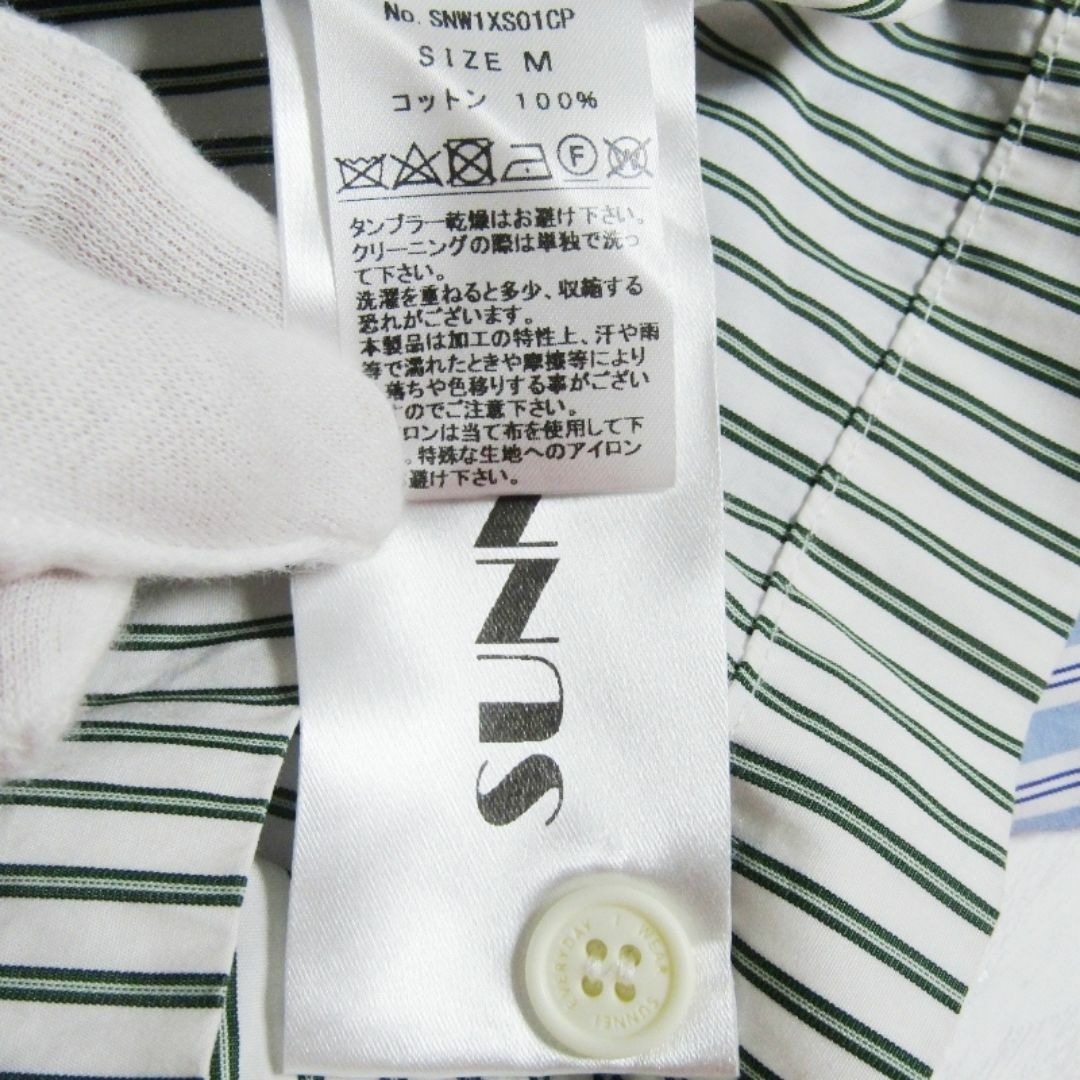 No. SNW1XS01CP
SIZE M
コットン 100%
F
W
タンブラー乾燥はお避け下さい。
クリーニングの際は単独で洗っ
て下さい。
洗濯を重ねると多少、収縮する
恐れがございます。
本製品は加工の特性上、汗や雨
等で濡れたときや摩擦等により
落ちや色移りする事がござい
のでご注意下さい。
ロンは当て布を使用して下
。特殊な生地へのアイロン
避け下さい。
SUNN
EVERYDAY I WEAR SUNNEI